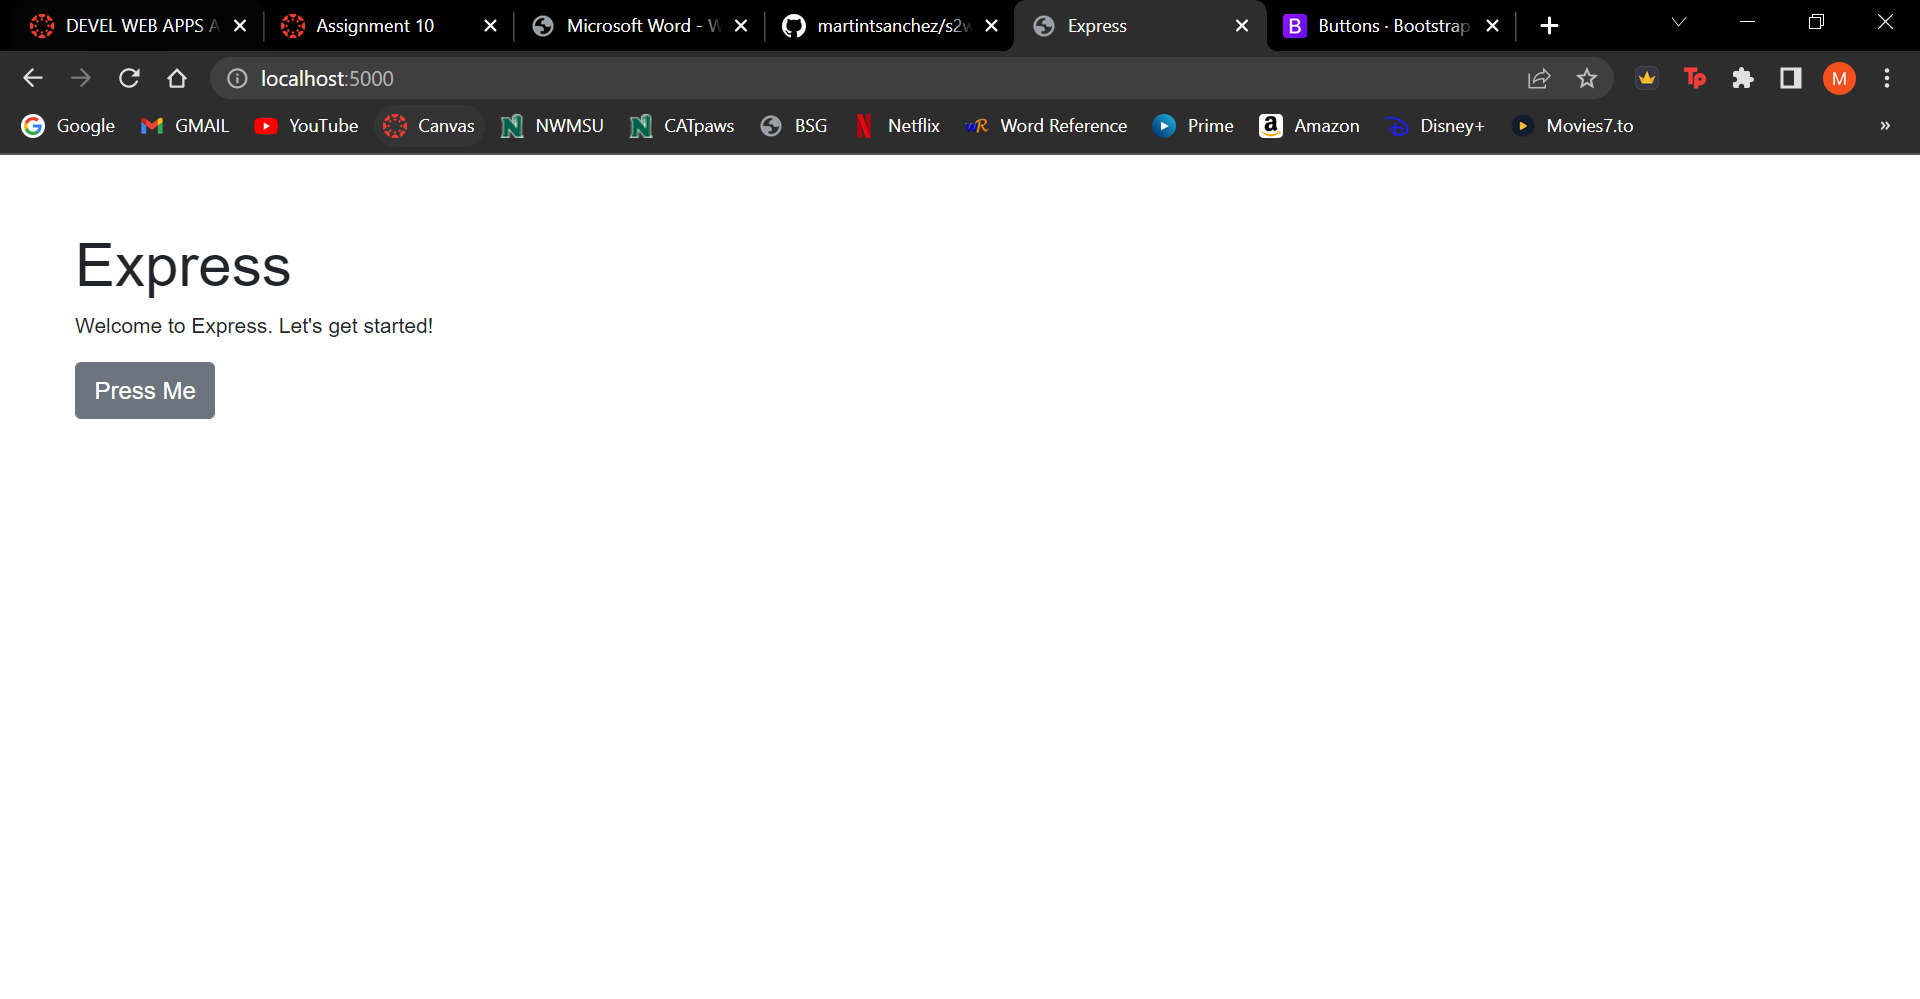 DEVEL WEB APPS A
Assignment 10
Microsoft Word - W
martintsanchez/s2w
Express
B
Buttons · Bootstrap
localhost:5000
Tp
M
Google
GMAIL
YouTube
Canvas
N NWMSU
N CATpaws
BSG
N Netflix
WR Word Reference
Prime
a Amazon
Disney+
Movies7.to
»
Express
Welcome to Express. Let's get started!
Press Me